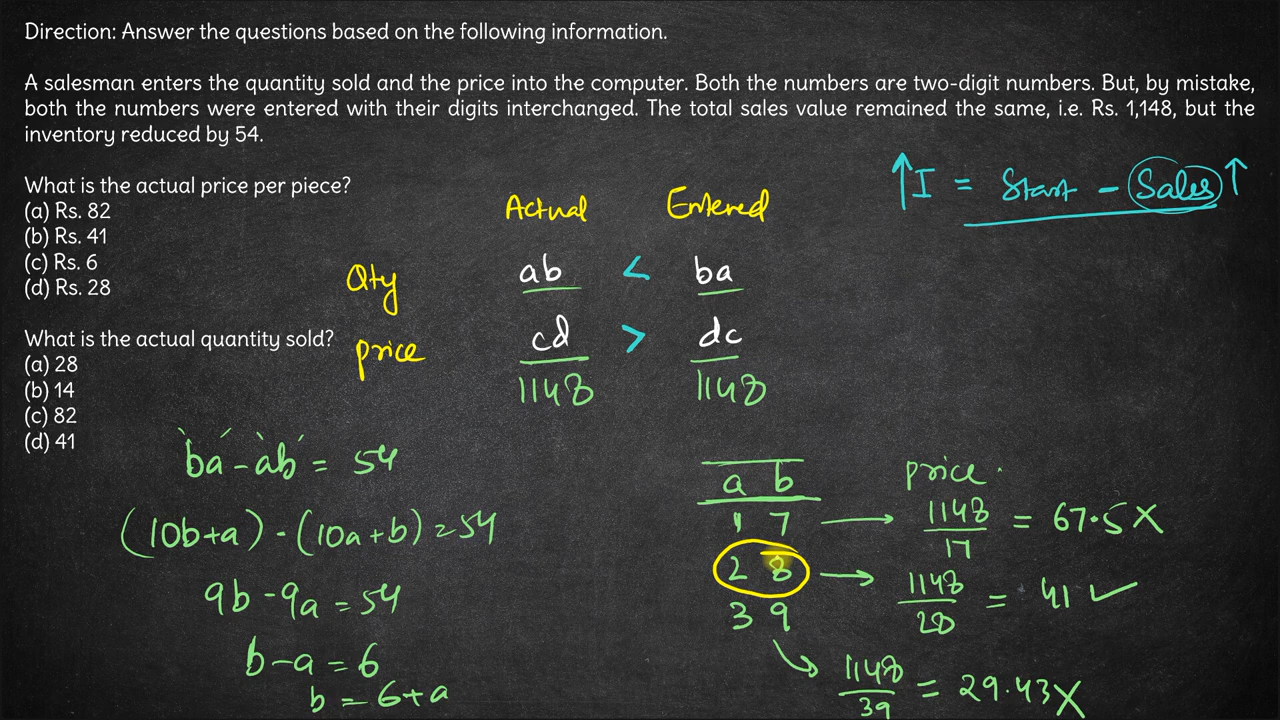 Direction: Answer the questions based on the following information.
A salesman enters the quantity sold and the price into the computer. Both the numbers are two-digit numbers. But, by mistake,
both the numbers were entered with their digits interchanged. The total sales value remained the same, i.e. Rs. 1,148, but the
inventory reduced by 54.
What is the actual price per piece?
(a) Rs. 82
(b) Rs. 41
(c) Rs. 6
(d) Rs. 28
What is the actual quantity sold?
(a) 28
(b) 14
(c) 82
(d) 41
↑I = Start - Sales↑
Actual Entered
Qty ab < ba
price cd > dc
1148 1148
ba - ab = 54
(10b+a) - (10a+b) = 54
9b - 9a = 54
b - a = 6
b = 6+a
a b price
1 7 → 1148/17 = 67.5 X
2 8 → 1148/28 = 41 ✓
3 9 → 1148/39 = 29.43 X